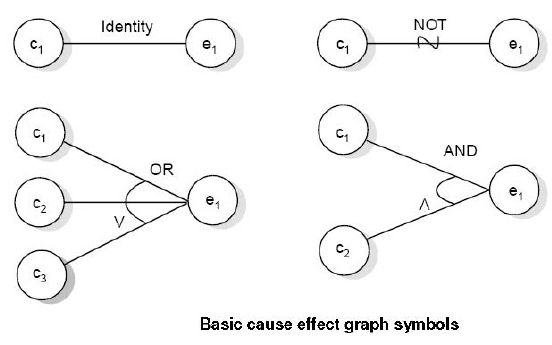 Identity
c1 e1
NOT
c1 e1
c1
OR
c2 e1
V
c3
c1
AND
e1
Λ
c2
Basic cause effect graph symbols